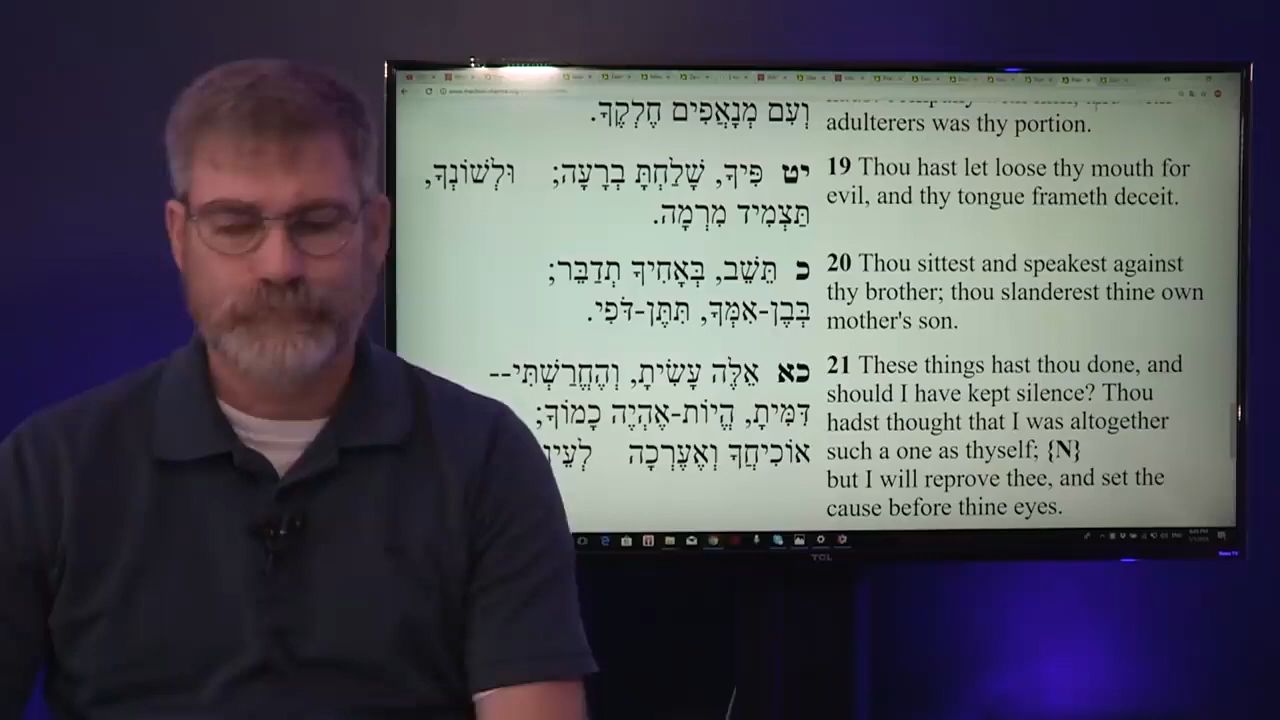 וְעִם מְנָאֲפִים חֶלְקֶךָ.
adulterers was thy portion.
יט פִּיךָ, שָׁלַחְתָּ בְרָעָה; וּלְשׁוֹנְךָ,
תַּצְמִיד מִרְמָה.
19 Thou hast let loose thy mouth for
evil, and thy tongue frameth deceit.
כ תֵּשֵׁב, בְּאָחִיךָ תְדַבֵּר;
בְּבֶן-אִמְּךָ, תִּתֶּן-דֹּפִי.
20 Thou sittest and speakest against
thy brother; thou slanderest thine own
mother's son.
כא אֵלֶּה עָשִׂיתָ, וְהֶחֱרַשְׁתִּי--
דִּמִּיתָ, הֱיוֹת-אֶהְיֶה כָמוֹךָ;
אוֹכִיחֲךָ וְאֶעֶרְכָה
21 These things hast thou done, and
should I have kept silence? Thou
hadst thought that I was altogether
such a one as thyself; {N}
but I will reprove thee, and set the
cause before thine eyes.
TCL